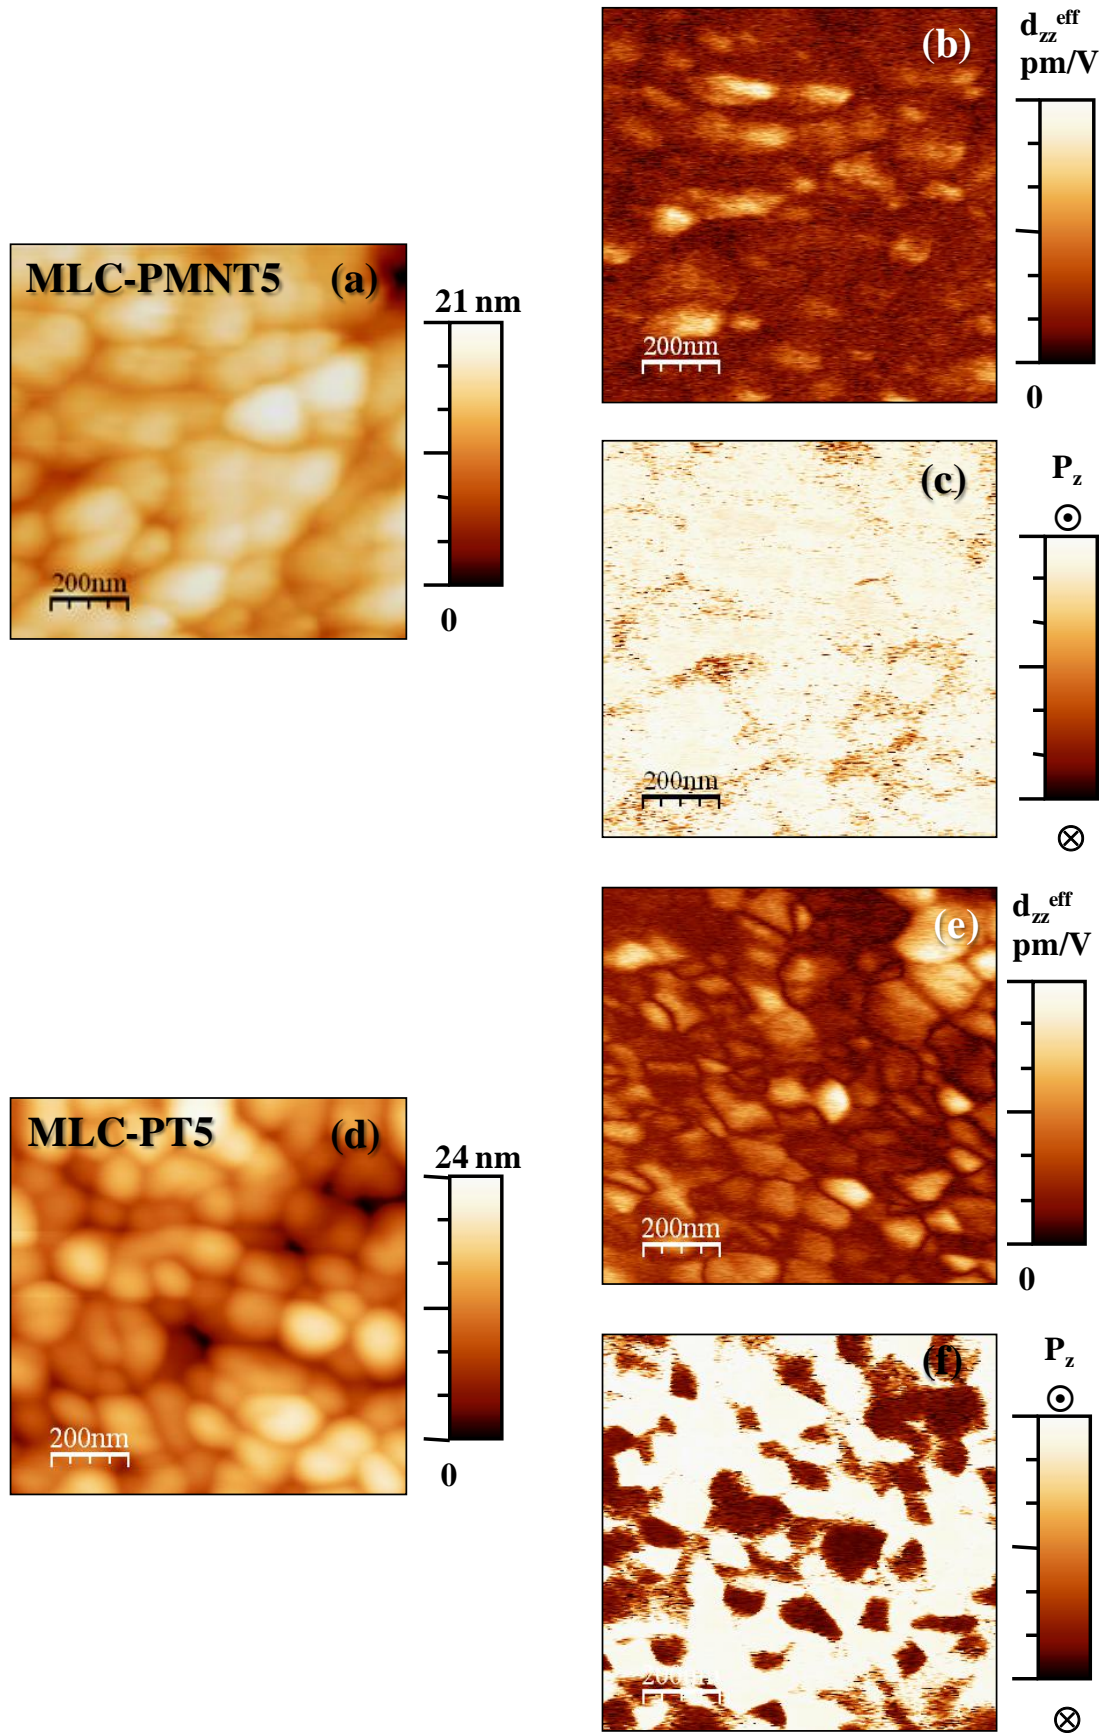 (b)
d_zz^eff
pm/V
200nm
0
MLC-PMNT5 (a)
21 nm
200nm
0
(c)
P_z
⊙
200nm
⊗
(e)
d_zz^eff
pm/V
200nm
0
MLC-PT5 (d)
24 nm
200nm
0
(f)
P_z
⊙
200nm
⊗